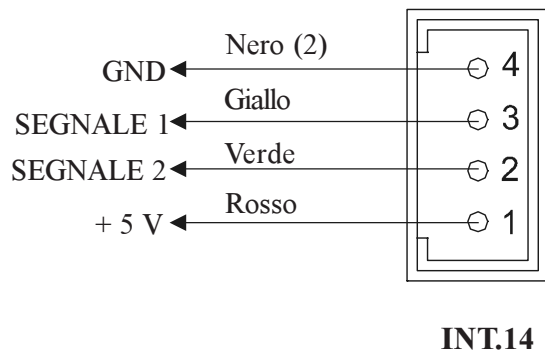 GND Nero (2) 4
SEGNALE 1 Giallo 3
SEGNALE 2 Verde 2
+ 5 V Rosso 1
INT.14